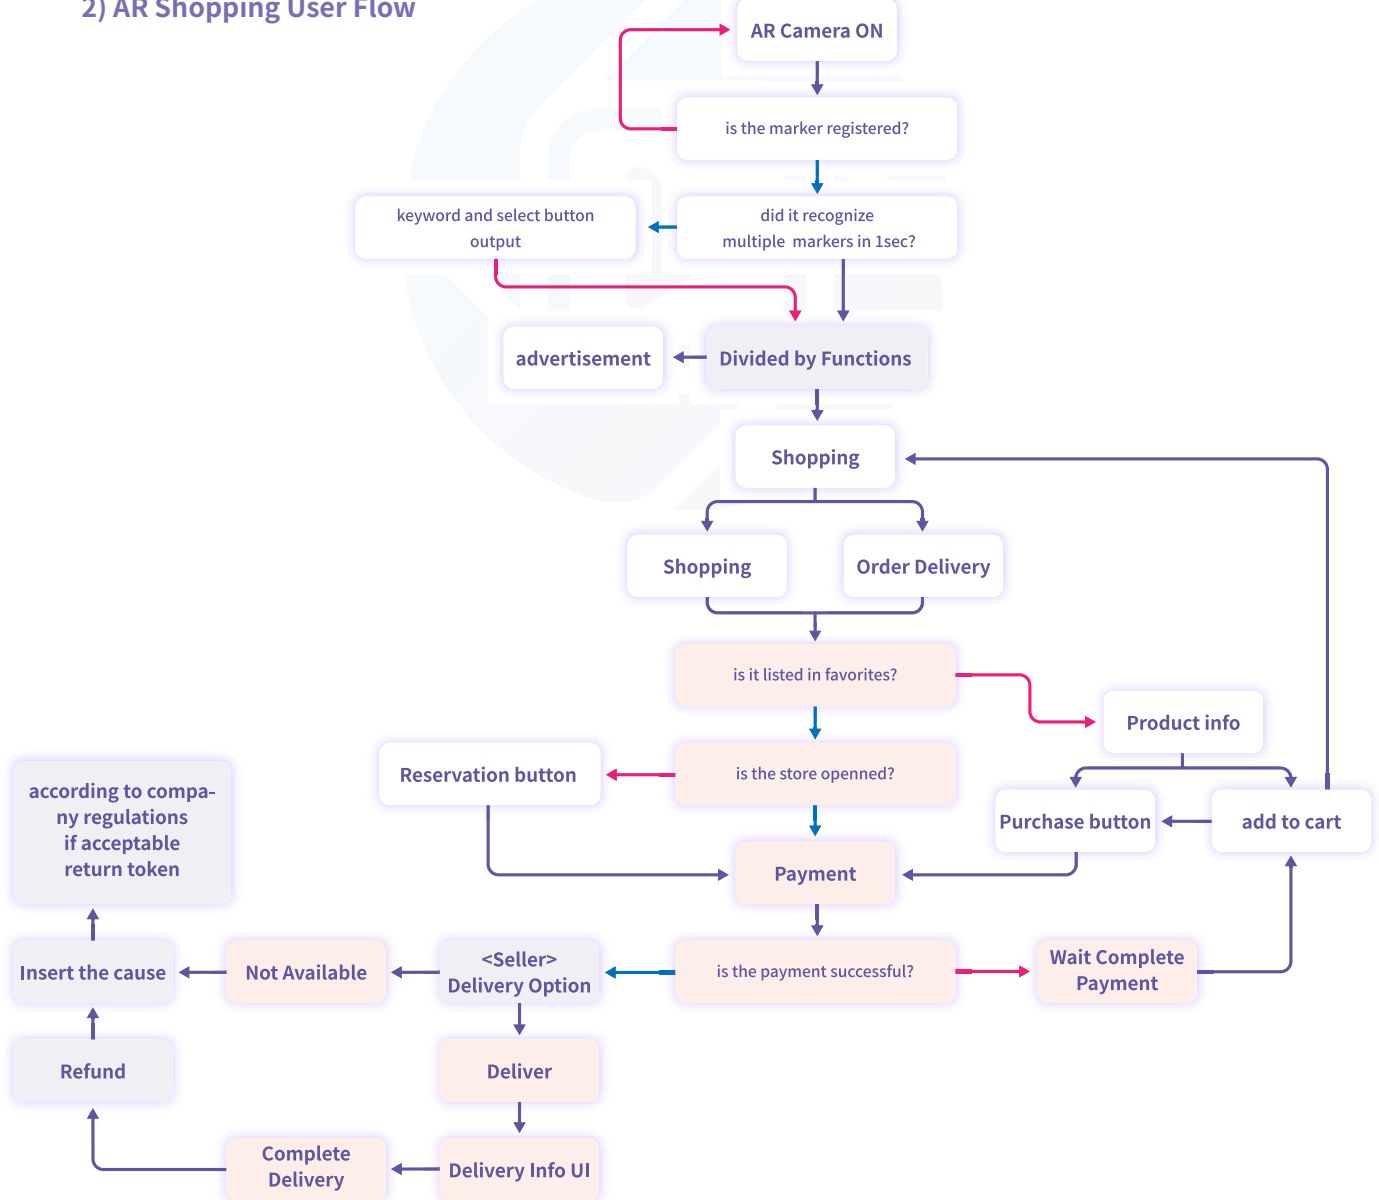 2) AR Shopping User Flow
AR Camera ON
is the marker registered?
keyword and select button
output
did it recognize
multiple markers in 1sec?
advertisement
Divided by Functions
Shopping
Shopping
Order Delivery
is it listed in favorites?
Product info
Reservation button
is the store openned?
according to compa-
ny regulations
if acceptable
return token
Purchase button
add to cart
Payment
Insert the cause
Not Available
<Seller>
Delivery Option
is the payment successful?
Wait Complete
Payment
Refund
Deliver
Complete
Delivery
Delivery Info UI